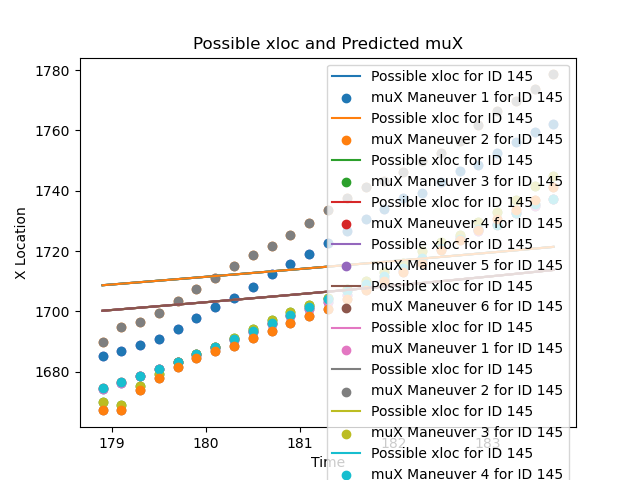 Possible xloc and Predicted muX
1780
1760
1740
1720
1700
1680
X Location
179
180
181
182
183
Time
Possible xloc for ID 145
muX Maneuver 1 for ID 145
Possible xloc for ID 145
muX Maneuver 2 for ID 145
Possible xloc for ID 145
muX Maneuver 3 for ID 145
Possible xloc for ID 145
muX Maneuver 4 for ID 145
Possible xloc for ID 145
muX Maneuver 5 for ID 145
Possible xloc for ID 145
muX Maneuver 6 for ID 145
Possible xloc for ID 145
muX Maneuver 1 for ID 145
Possible xloc for ID 145
muX Maneuver 2 for ID 145
Possible xloc for ID 145
muX Maneuver 3 for ID 145
Possible xloc for ID 145
muX Maneuver 4 for ID 145